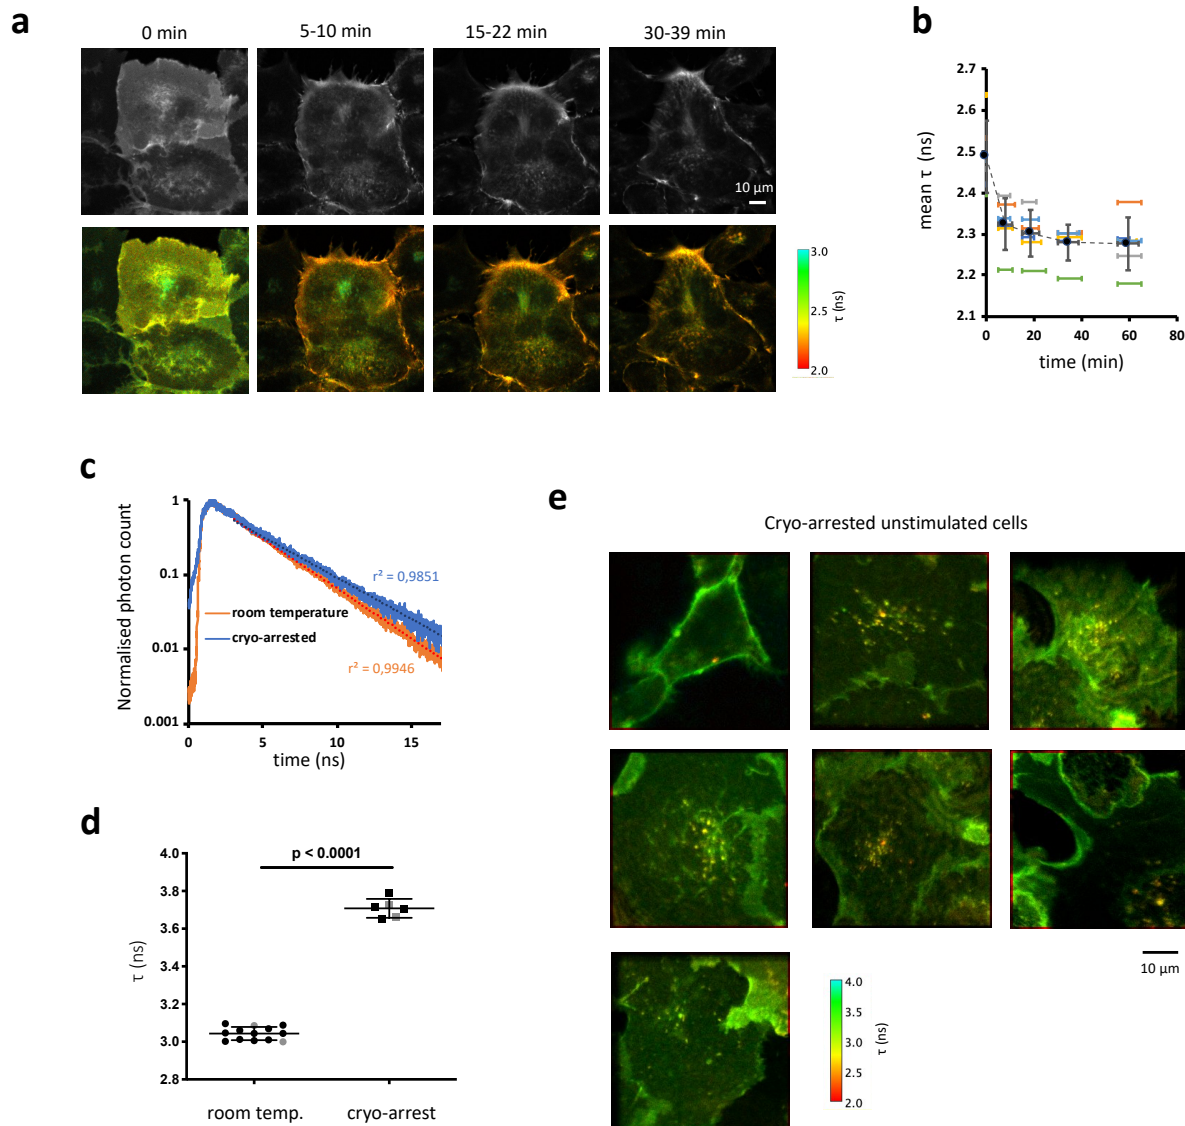 a
0 min
5-10 min
15-22 min
30-39 min
10 µm
3.0
2.5
2.0
τ (ns)
b
2.7
2.6
2.5
2.4
2.3
2.2
2.1
mean τ (ns)
0
20
40
60
80
time (min)
c
1
0.1
0.01
0.001
Normalised photon count
r² = 0,9851
room temperature
cryo-arrested
r² = 0,9946
0
5
10
15
time (ns)
d
p < 0.0001
4.0
3.8
3.6
3.4
3.2
3.0
2.8
τ (ns)
room temp.
cryo-arrest
e
Cryo-arrested unstimulated cells
10 µm
4.0
3.0
2.0
τ (ns)